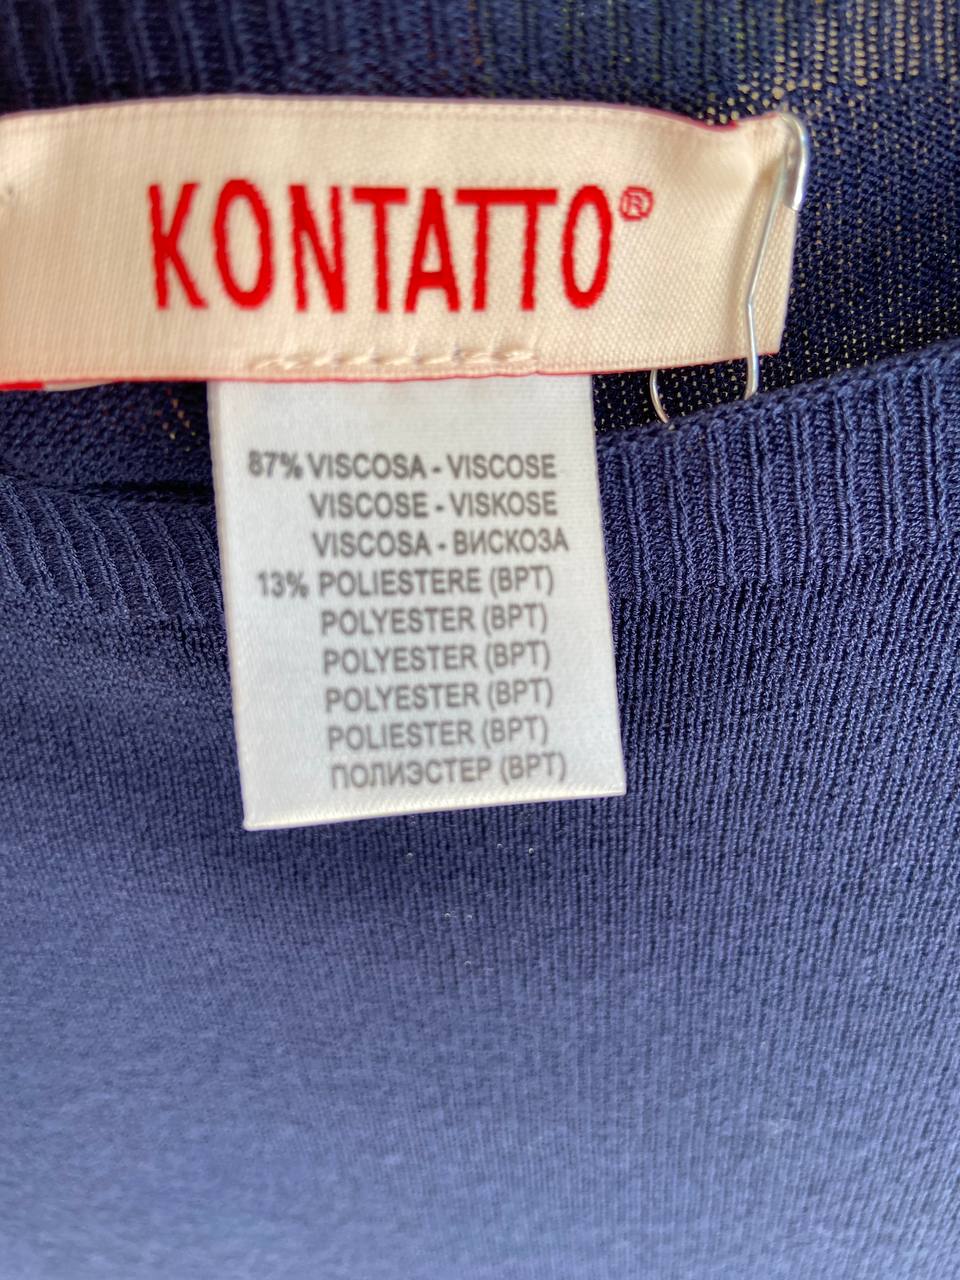 KONTATTO®
87% VISCOSA - VISCOSE
VISCOSE - VISKOSE
VISCOSA - ВИСКОЗА
13% POLIESTERE (BPT)
POLYESTER (BPT)
POLYESTER (BPT)
POLYESTER (BPT)
POLIESTER (BPT)
ПОЛИЭСТЕР (BPT)